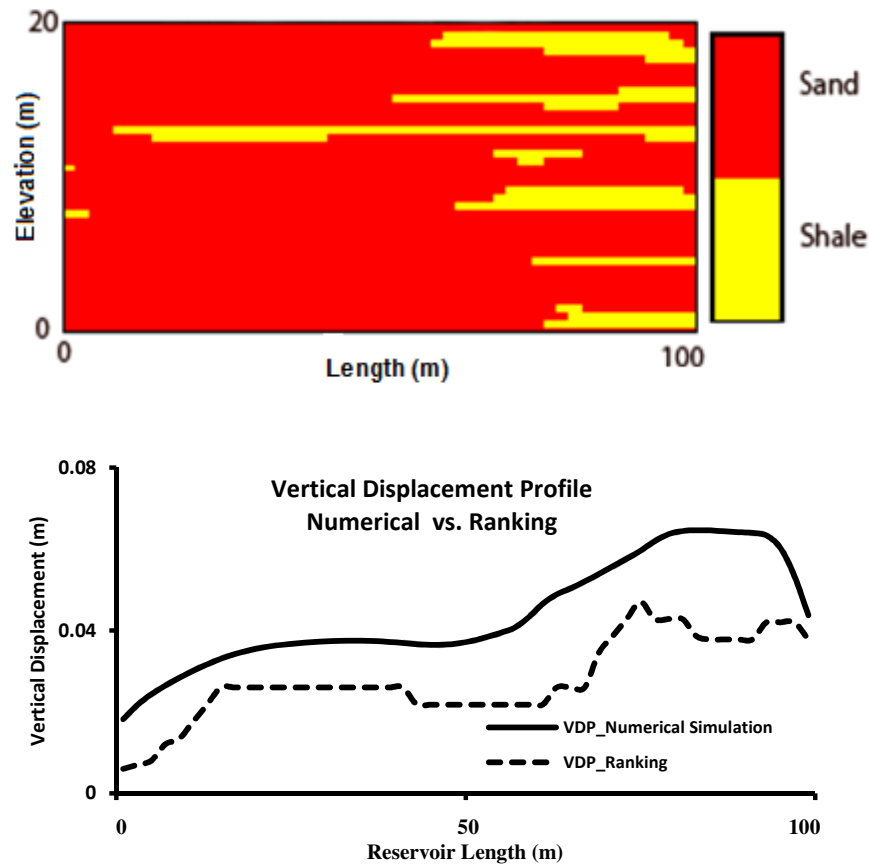 20
Elevation (m)
0
0
Length (m)
100
Sand
Shale
0.08
Vertical Displacement Profile
Numerical vs. Ranking
Vertical Displacement (m)
0.04
VDP_Numerical Simulation
VDP_Ranking
0
0
50
100
Reservoir Length (m)